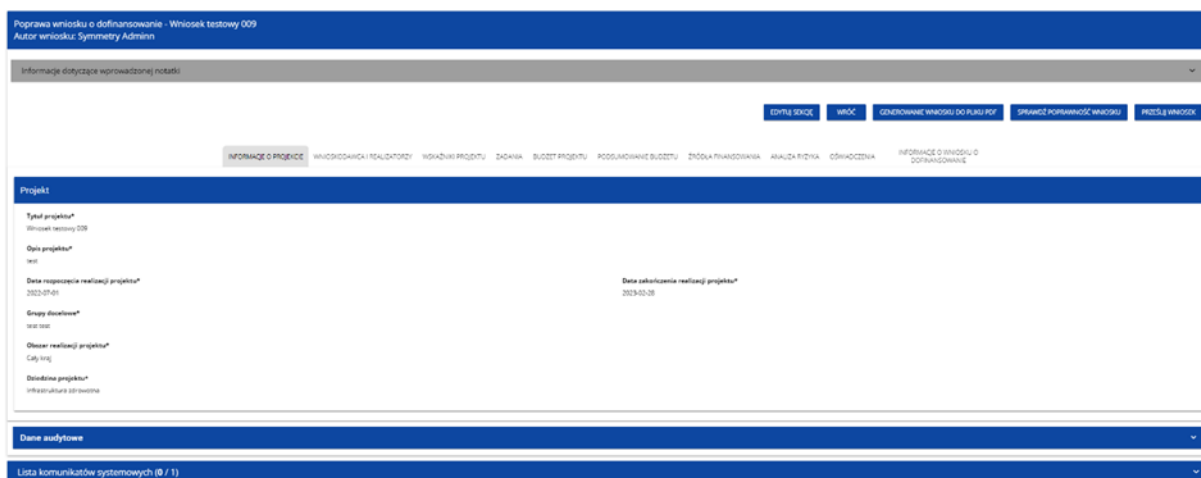 Poprawa wniosku o dofinansowanie - Wniosek testowy 009
Autor wniosku: Symmetry Adminn
Informacje dotyczące wprowadzonej notatki
EDYTUJ SEKCJĘ WRÓĆ GENEROWANIE WNIOSKU DO PLIKU PDF SPRAWDŹ POPRAWNOŚĆ WNIOSKU PRZEŚLIJ WNIOSEK
INFORMACJE O PROJEKCIE WNIOSKODAWCA I REALIZATORZY WSKAŹNIKI PROJEKTU ZADANIA BUDŻET PROJEKTU PODSUMOWANIE BUDŻETU ŹRÓDŁA FINANSOWANIA ANALIZA RYZYKA OŚWIADCZENIA INFORMACJE O WNIOSKU O
DOFINANSOWANIE
Projekt
Tytuł projektu*
Wniosek testowy 009
Opis projektu*
test
Data rozpoczęcie realizacji projektu* Data zakończenie realizacji projektu*
2022-07-01 2023-02-26
Grupy docelowe*
test test
Obszar realizacji projektu*
Cały kraj
Dziedzina projektu*
Infrastruktura zdrowotna
Dane audytowe
Lista komunikatów systemowych (0 / 1)